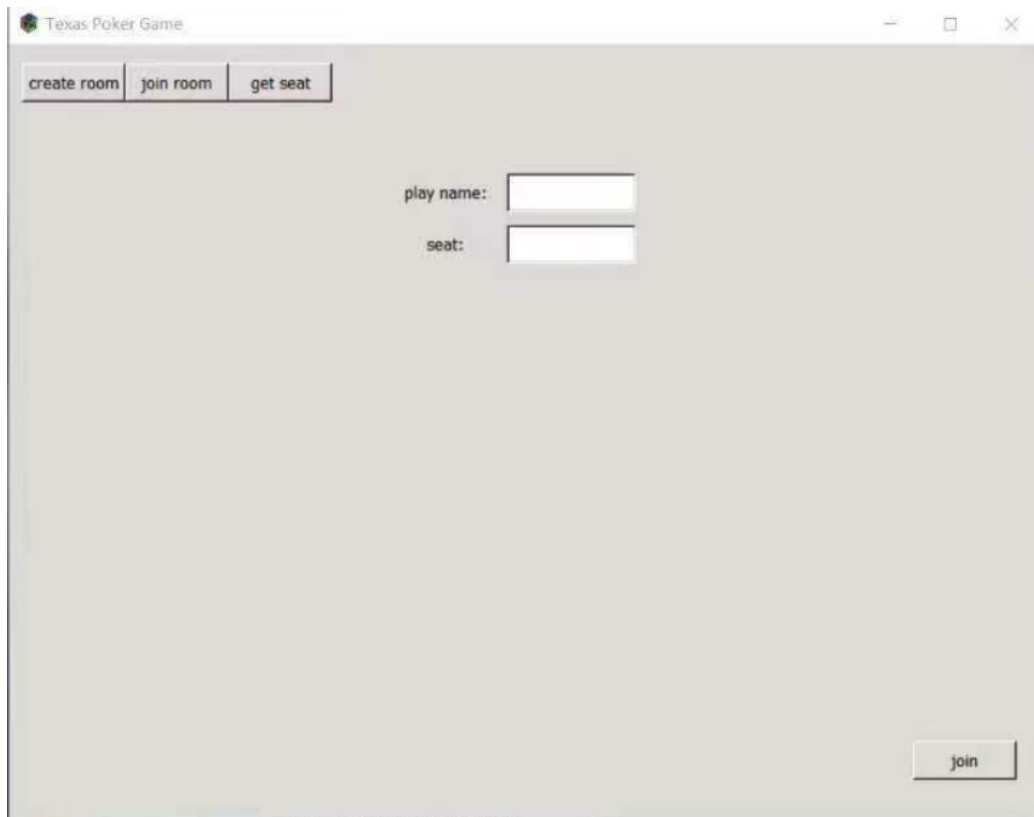 Texas Poker Game
create room join room get seat
play name:
seat:
join